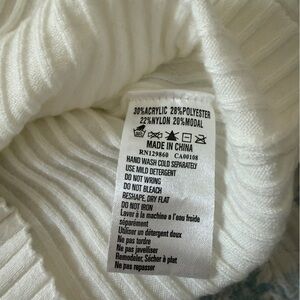 30%ACRYLIC 28%POLYESTER
22%NYLON 20%MODAL
MADE IN CHINA
RN129860 CA00108
HAND WASH COLD SEPARATELY
USE MILD DETERGENT
DO NOT WRING
DO NOT BLEACH
RESHAPE, DRY FLAT
DO NOT IRON
Laver à la machine a l'eau froide
séparément
Utiliser un détergent doux
Ne pas tordre
Ne pas javelliser
Remodeler, Sécher à plat
Ne pas repasser